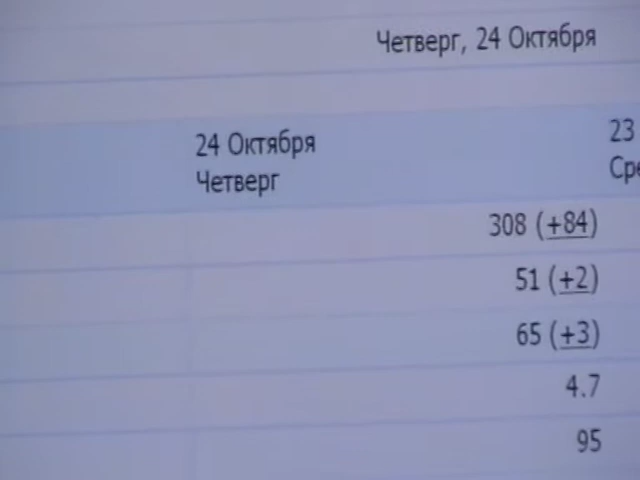 Четверг, 24 Октября
24 Октября
Четверг
23
308 (+84)
51 (+2)
65 (+3)
4.7
95